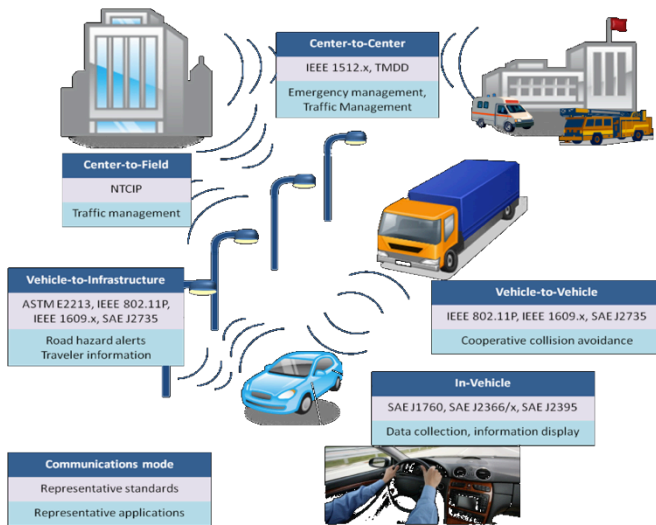 Center-to-Center
IEEE 1512.x, TMDD
Emergency management,
Traffic Management
Center-to-Field
NTCIP
Traffic management
Vehicle-to-Infrastructure
ASTM E2213, IEEE 802.11P,
IEEE 1609.x, SAE J2735
Road hazard alerts
Traveler information
Vehicle-to-Vehicle
IEEE 802.11P, IEEE 1609.x, SAE J2735
Cooperative collision avoidance
In-Vehicle
SAE J1760, SAE J2366/x, SAE J2395
Data collection, information display
Communications mode
Representative standards
Representative applications